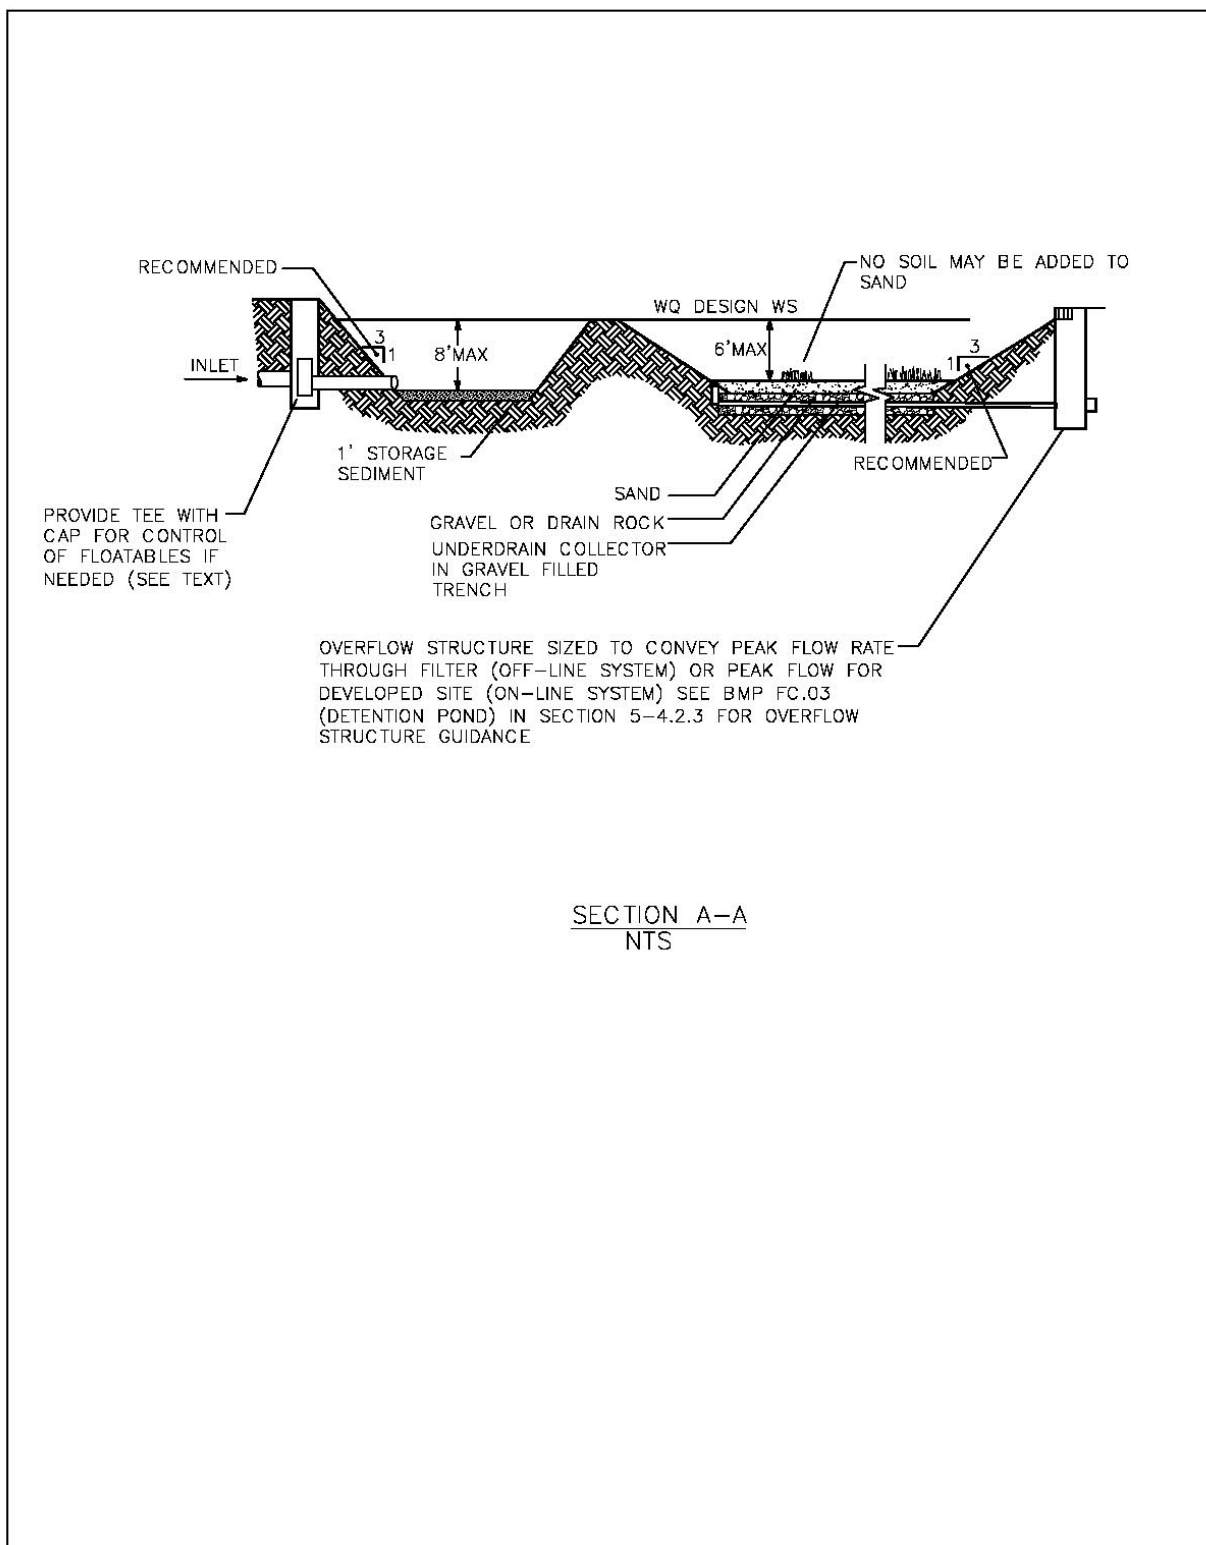 RECOMMENDED
NO SOIL MAY BE ADDED TO
SAND
WQ DESIGN WS
3
1
8'MAX
6'MAX
3
1
INLET
1' STORAGE
SEDIMENT
RECOMMENDED
SAND
GRAVEL OR DRAIN ROCK
UNDERDRAIN COLLECTOR
IN GRAVEL FILLED
TRENCH
PROVIDE TEE WITH
CAP FOR CONTROL
OF FLOATABLES IF
NEEDED (SEE TEXT)
OVERFLOW STRUCTURE SIZED TO CONVEY PEAK FLOW RATE
THROUGH FILTER (OFF-LINE SYSTEM) OR PEAK FLOW FOR
DEVELOPED SITE (ON-LINE SYSTEM) SEE BMP FC.03
(DETENTION POND) IN SECTION 5-4.2.3 FOR OVERFLOW
STRUCTURE GUIDANCE
SECTION A-A
NTS